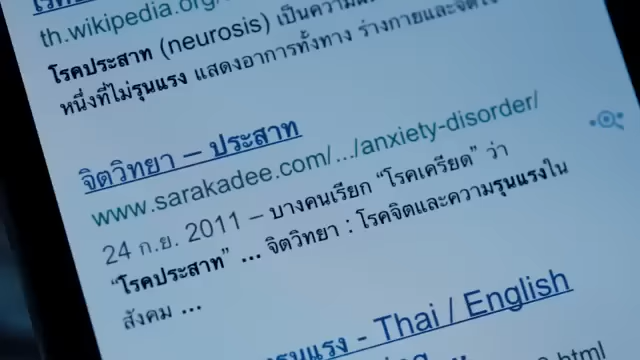 th.wikipedia.org/
โรคประสาท (neurosis) เป็นความ
หนึ่งที่ไม่รุนแรง แสดงอาการทั้งทาง ร่างกายและจิตใจ
จิตวิทยา – ประสาท
www.sarakadee.com/.../anxiety-disorder/
24 ก.ย. 2011 – บางคนเรียก “โรคเครียด” ว่า
“โรคประสาท” ... จิตวิทยา : โรคจิตและความรุนแรงใน
สังคม ...
รุนแรง - Thai / English
html